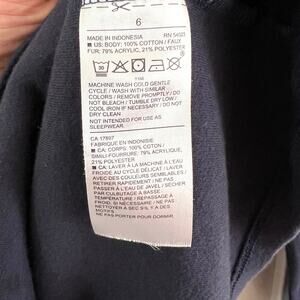 6
MADE IN INDONESIA RN 54023
■ US: BODY: 100% COTTON / FAUX
FUR: 79% ACRYLIC, 21% POLYESTER
MACHINE WASH COLD GENTLE
CYCLE / WASH WITH SIMILAR
COLORS / REMOVE PROMPTLY / DO
NOT BLEACH / TUMBLE DRY LOW /
COOL IRON IF NECESSARY / DO NOT
DRY CLEAN
NOT INTENDED FOR USE AS
SLEEPWEAR.
CA 17897
FABRIQUE EN INDONÉSIE
■ CA: CORPS: 100% COTON /
SIMILI-FOURRURE: 79% ACRYLIQUE,
21% POLYESTER
■ CA: LAVER À LA MACHINE À L'EAU
FROIDE AU CYCLE DÉLICAT / LAVER
AVEC DES COULEURS SEMBLABLES /
RETIRER RAPIDEMENT / NE PAS
PASSER À L'EAU DE JAVEL / SÉCHER
PAR CULBUTAGE À BASSE
TEMPÉRATURE / REPASSAGE À
FROID, SI NÉCESSAIRE / NE PAS
NETTOYER À SEC S'IL Y A DES
MOTIFS
NE PAS PORTER POUR DORMIR.